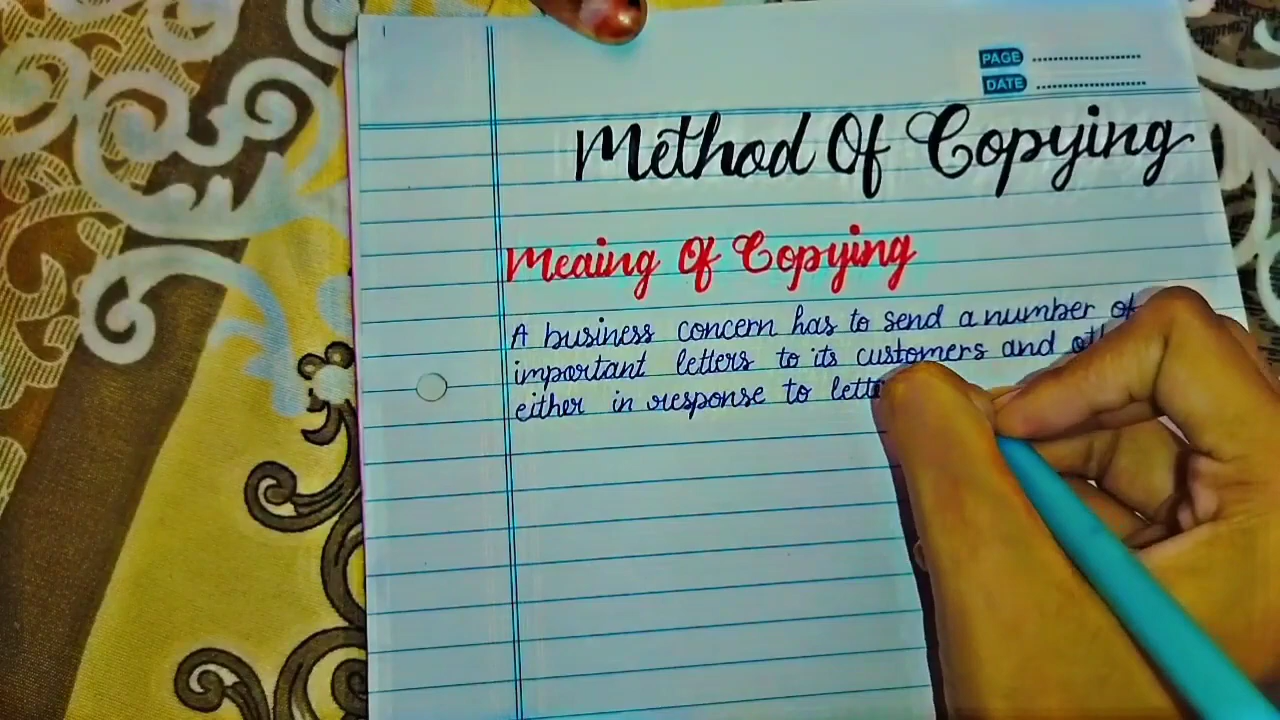 PAGE
DATE
Method Of Copying
Meaing Of Copying
A business concern has to send a number of
important letters to its customers and
either in response to